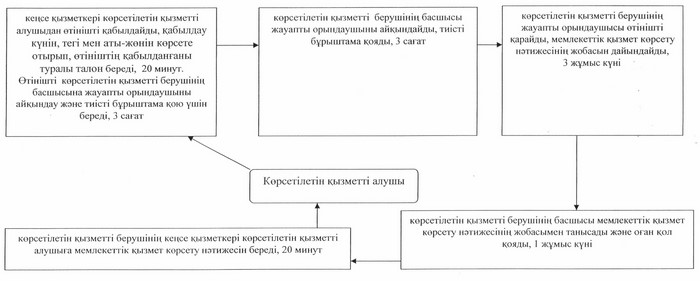 кеңсе қызметкері көрсетілетін қызметті
алушыдан өтінішті қабылдайды, қабылдау
күнін, тегі мен аты-жөнін көрсете
отырып, өтініштің қабылданғаны
туралы талон береді, 20 минут.
Өтінішті көрсетілетін қызметті берушінің
басшысына жауапты орындаушыны
айқындау және тиісті бұрыштама қою үшін
береді, 3 сағат
көрсетілетін қызметті берушінің басшысы
жауапты орындаушыны айқындайды, тиісті
бұрыштама қояды, 3 сағат
көрсетілетін қызметті берушінің
жауапты орындаушысы өтінішті
қарайды, мемлекеттік қызмет көрсету
нәтижесінің жобасын дайындайды,
3 жұмыс күні
Көрсетілетін қызметті алушы
көрсетілетін қызметті берушінің басшысы мемлекеттік қызмет
көрсету нәтижесінің жобасымен танысады және оған қол
қояды, 1 жұмыс күні
көрсетілетін қызметті берушінің кеңсе қызметкері көрсетілетін қызметті
алушыға мемлекеттік қызмет көрсету нәтижесін береді, 20 минут